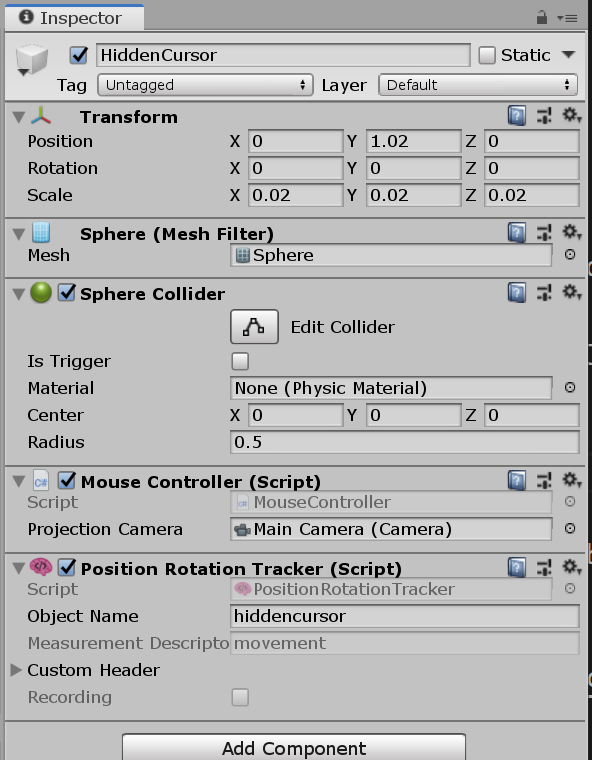 Inspector
HiddenCursor Static
Tag Untagged Layer Default
Transform
Position X 0 Y 1.02 Z 0
Rotation X 0 Y 0 Z 0
Scale X 0.02 Y 0.02 Z 0.02
Sphere (Mesh Filter)
Mesh Sphere
Sphere Collider
Edit Collider
Is Trigger
Material None (Physic Material)
Center X 0 Y 0 Z 0
Radius 0.5
Mouse Controller (Script)
Script MouseController
Projection Camera Main Camera (Camera)
Position Rotation Tracker (Script)
Script PositionRotationTracker
Object Name hiddencursor
Measurement Descripto movement
Custom Header
Recording
Add Component